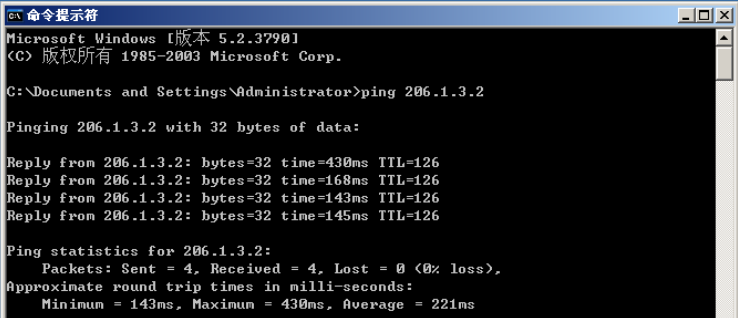 命令提示符
Microsoft Windows [版本 5.2.3790]
(C) 版权所有 1985-2003 Microsoft Corp.
C:\Documents and Settings\Administrator>ping 206.1.3.2
Pinging 206.1.3.2 with 32 bytes of data:
Reply from 206.1.3.2: bytes=32 time=430ms TTL=126
Reply from 206.1.3.2: bytes=32 time=168ms TTL=126
Reply from 206.1.3.2: bytes=32 time=143ms TTL=126
Reply from 206.1.3.2: bytes=32 time=145ms TTL=126
Ping statistics for 206.1.3.2:
Packets: Sent = 4, Received = 4, Lost = 0 (0% loss),
Approximate round trip times in milli-seconds:
Minimum = 143ms, Maximum = 430ms, Average = 221ms